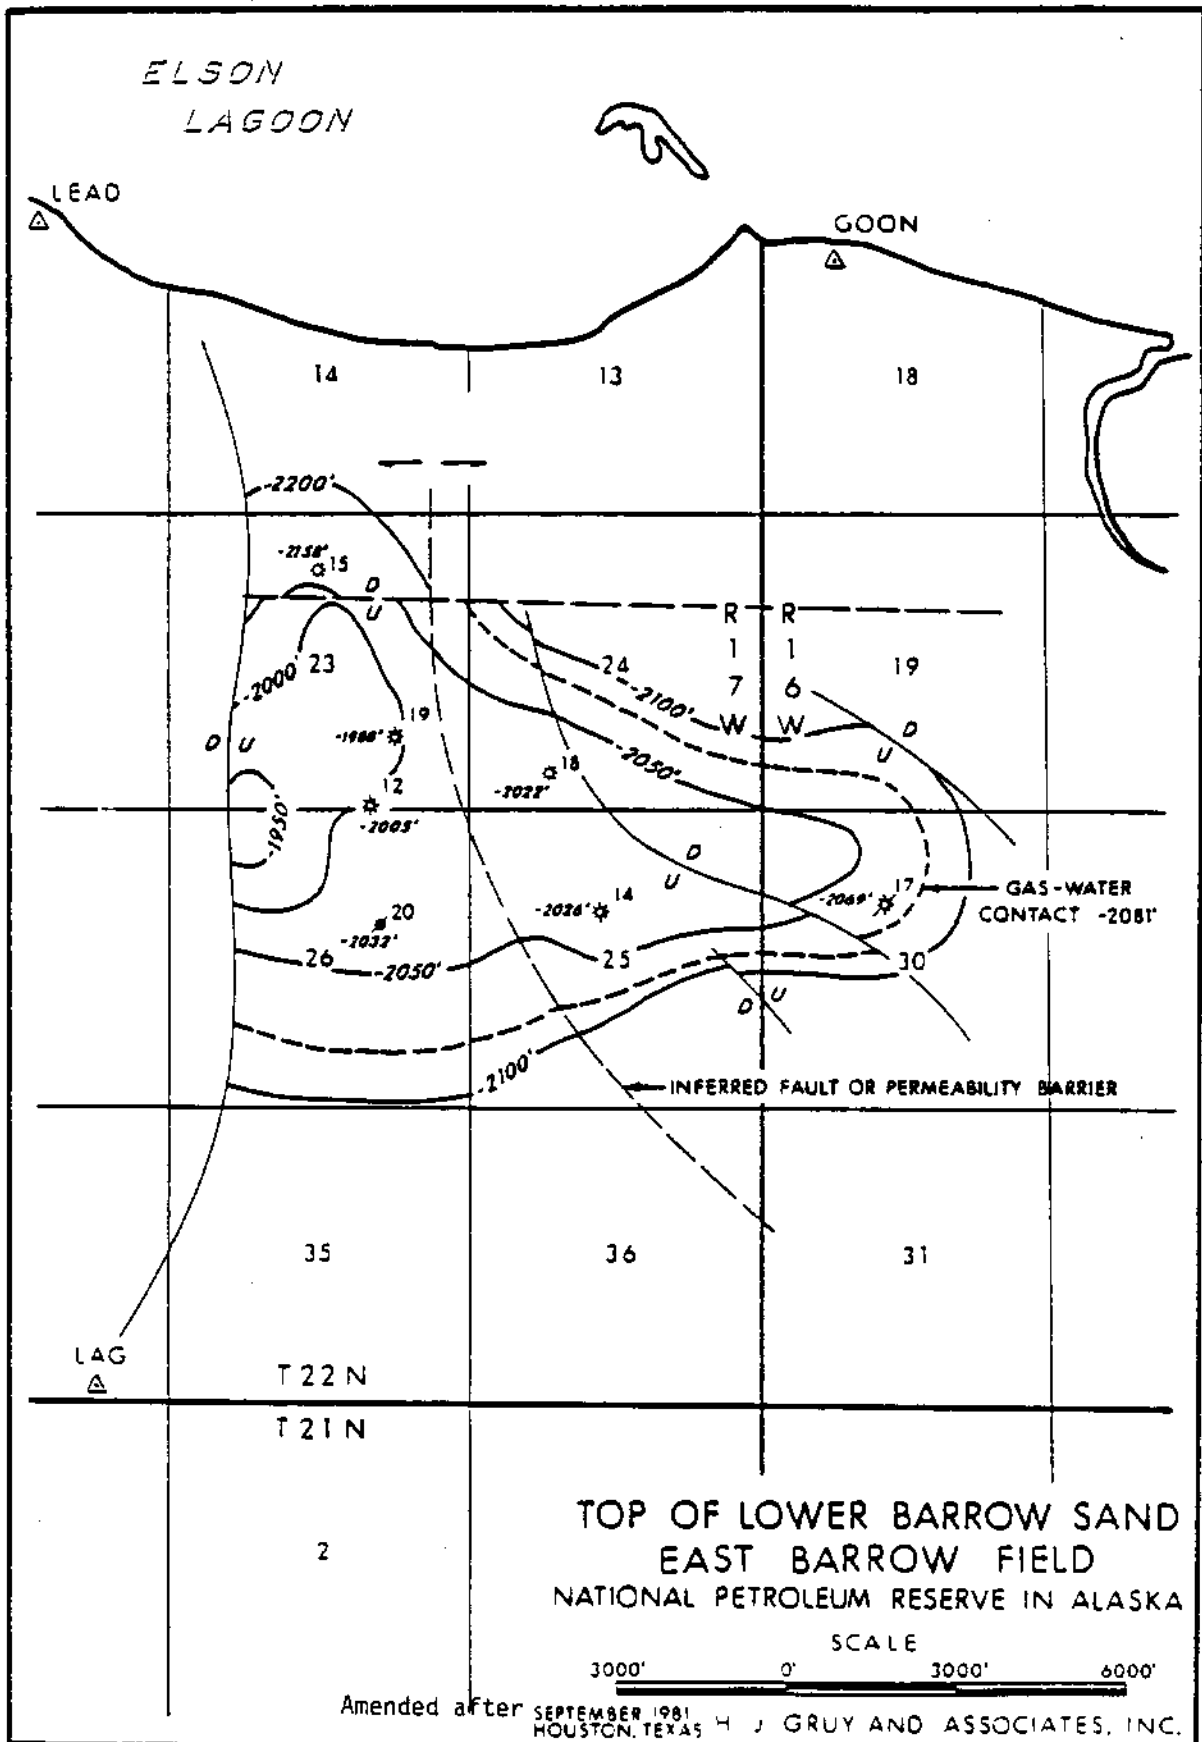 ELSON
LAGOON
LEAD
GOON
14
13
18
-2200'
-2158'
15
D
U
R R
1 1
7 6
W W
23
24
19
-2000'
-2100'
19
-1988'
D U
D
U
-2050'
18
-2022'
12
-2005'
-1950'
D
U
17
-2069'
GAS-WATER
CONTACT -2081'
14
-2026'
20
-2032'
26
-2050'
25
30
D U
-2100'
INFERRED FAULT OR PERMEABILITY BARRIER
35
36
31
LAG
T 22 N
T 21 N
2
TOP OF LOWER BARROW SAND
EAST BARROW FIELD
NATIONAL PETROLEUM RESERVE IN ALASKA
SCALE
3000' 0' 3000' 6000'
Amended after SEPTEMBER 1981
HOUSTON, TEXAS H J GRUY AND ASSOCIATES, INC.